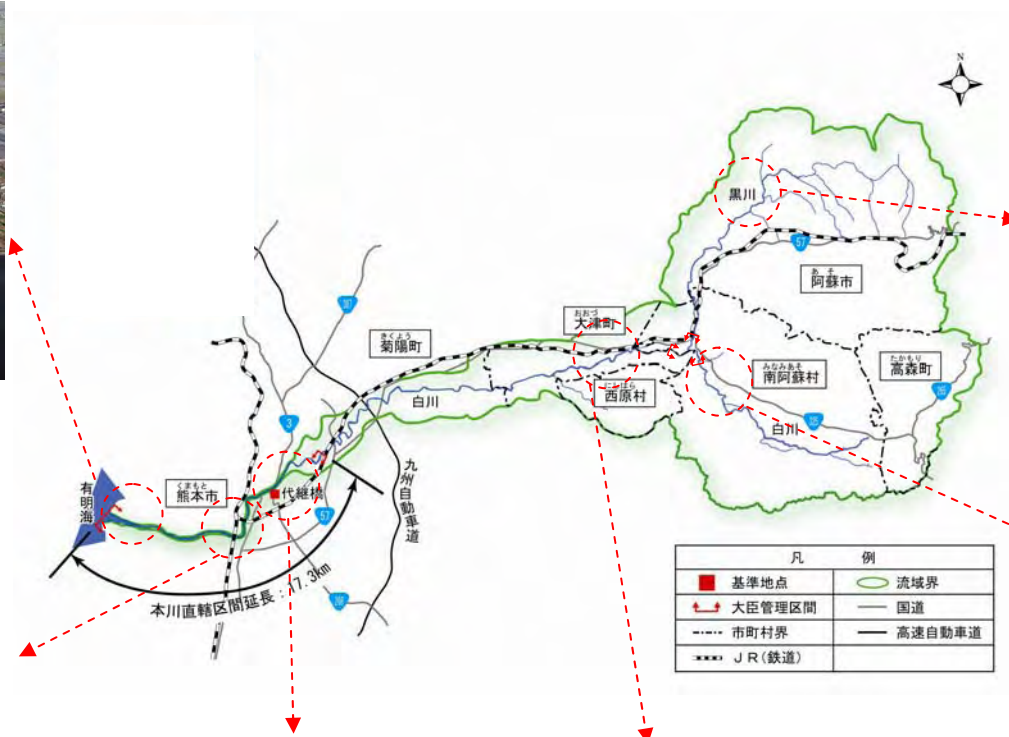 N
黒川
57
あそ
阿蘇市
おおづ
大津町
きくよう
菊陽町
みなみあそ
南阿蘇村
たかもり
高森町
にしはら
西原村
白川
白川
3
くまもと
熊本市
代継橋
57
有明海
九州自動車道
本川直轄区間延長:17.3km
凡 例
基準地点
流域界
大臣管理区間
国道
市町村界
高速自動車道
JR(鉄道)